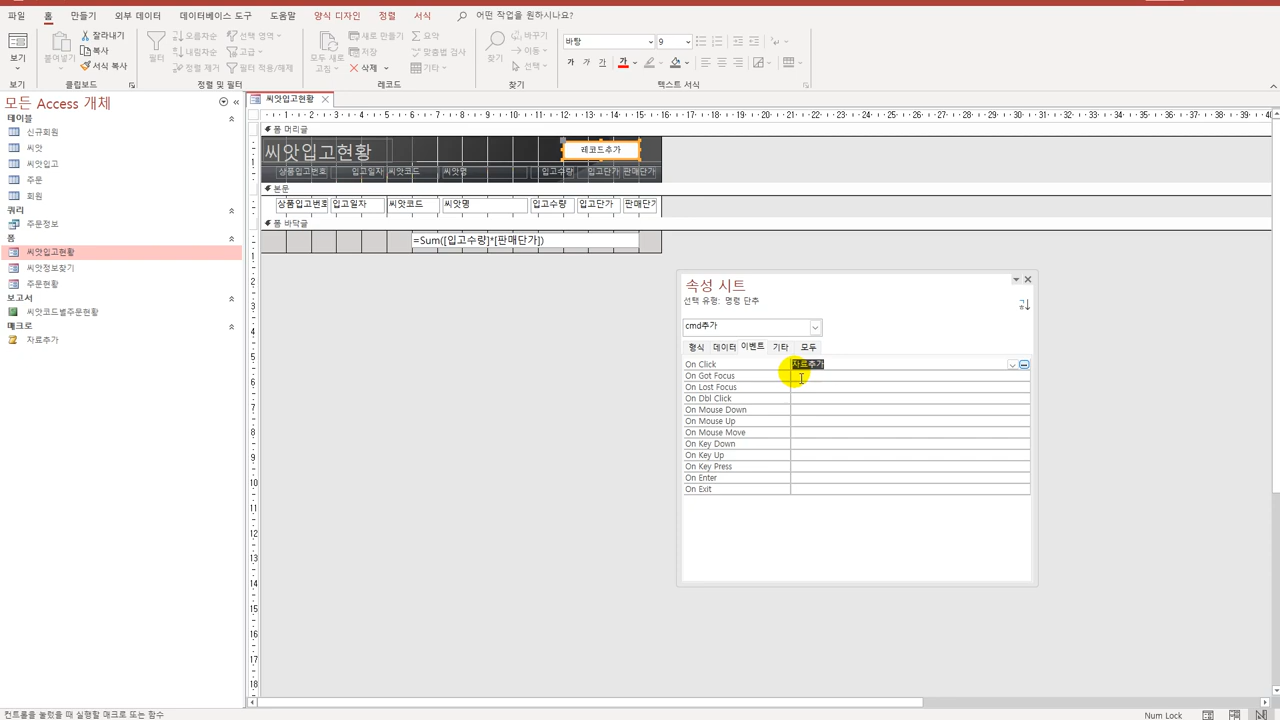 파일 홈 만들기 외부 데이터 데이터베이스 도구 도움말 양식 디자인 정렬 서식 어떤 작업을 원하시나요?
보기
붙여넣기
잘라내기
복사
서식 복사
클립보드
필터
오름차순
내림차순
정렬 제거
선택 영역
고급
필터 적용/해제
정렬 및 필터
모두 새로 고침
새로 만들기
저장
삭제
요약
맞춤법 검사
기타
레코드
찾기
바꾸기
이동
선택
찾기
바탕 9
가 가 가 가
텍스트 서식
모든 Access 개체
테이블
신규회원
씨앗
씨앗입고
주문
회원
쿼리
주문정보
폼
씨앗입고현황
씨앗정보찾기
주문현황
보고서
씨앗코드별주문현황
매크로
자료추가
씨앗입고현황
폼 머리글
씨앗입고현황 레코드추가
상품입고번호 입고일자 씨앗코드 씨앗명 입고수량 입고단가 판매단가
본문
상품입고번호 입고일자 씨앗코드 씨앗명 입고수량 입고단가 판매단가
폼 바닥글
=Sum([입고수량]*[판매단가])
속성 시트
선택 유형: 명령 단추
cmd추가
형식 데이터 이벤트 기타 모두
On Click 자료추가
On Got Focus
On Lost Focus
On Dbl Click
On Mouse Down
On Mouse Up
On Mouse Move
On Key Down
On Key Up
On Key Press
On Enter
On Exit
컨트롤을 눌렀을 때 실행할 매크로 또는 함수 Num Lock